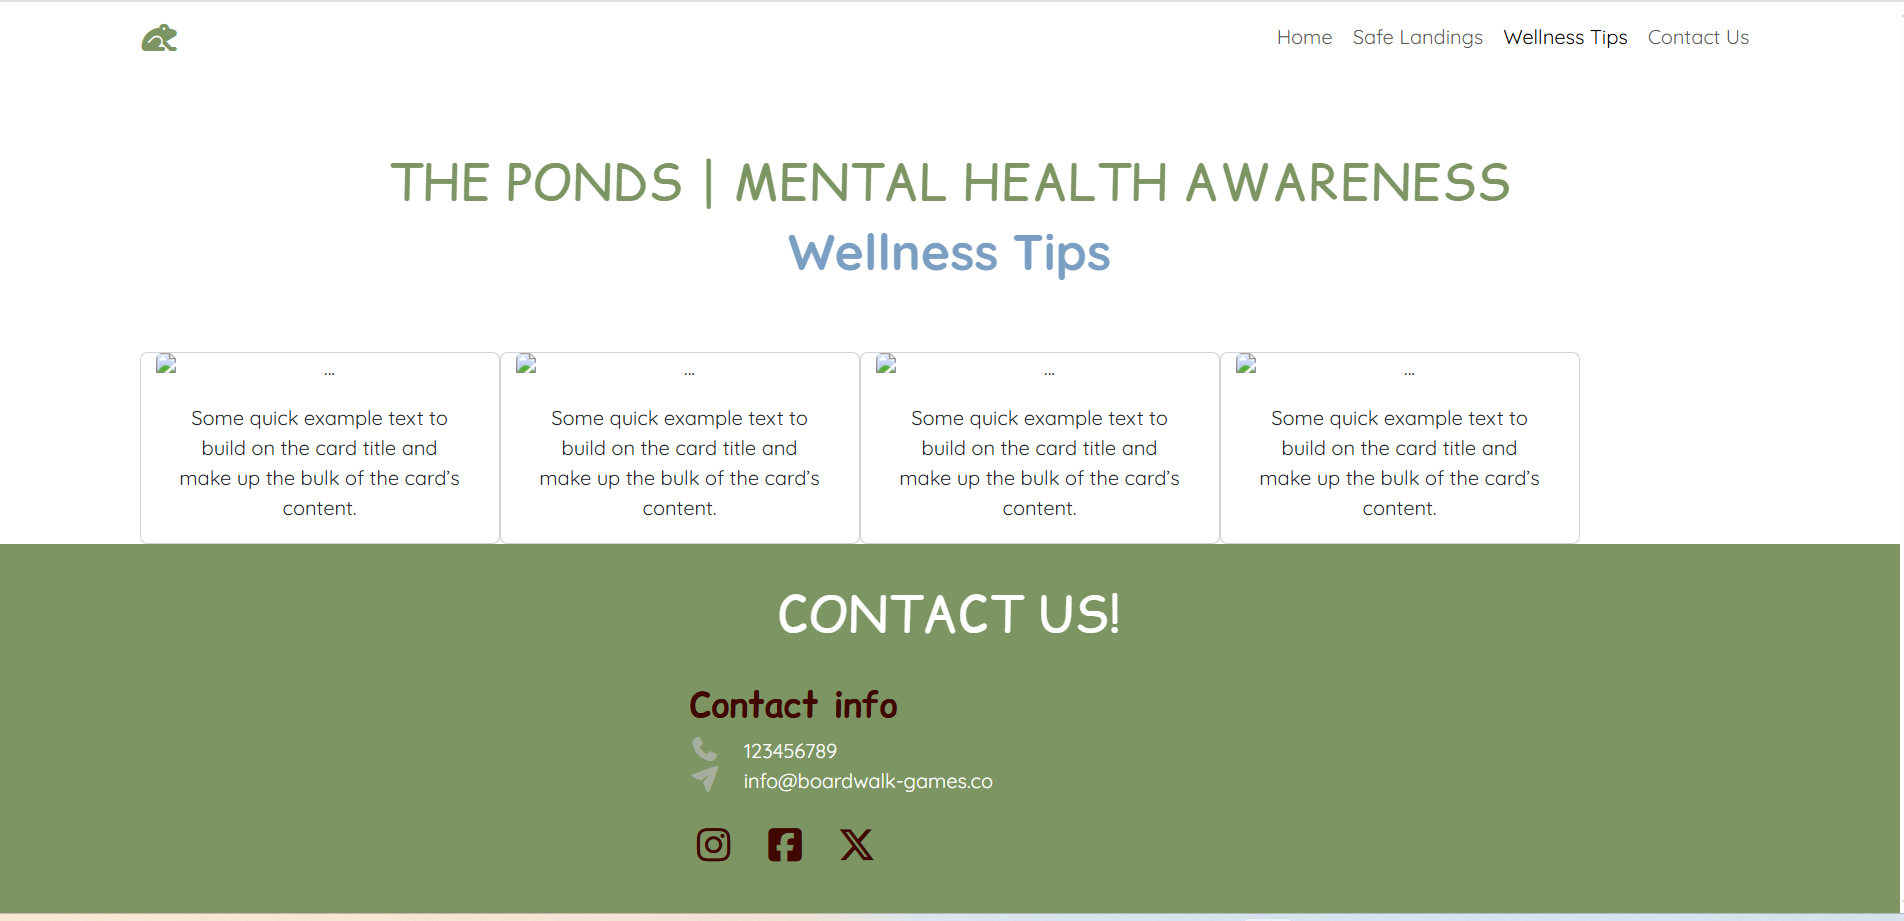 Home Safe Landings Wellness Tips Contact Us
THE PONDS | MENTAL HEALTH AWARENESS
Wellness Tips
...
Some quick example text to
build on the card title and
make up the bulk of the card’s
content.
...
Some quick example text to
build on the card title and
make up the bulk of the card’s
content.
...
Some quick example text to
build on the card title and
make up the bulk of the card’s
content.
...
Some quick example text to
build on the card title and
make up the bulk of the card’s
content.
CONTACT US!
Contact info
123456789
info@boardwalk-games.co